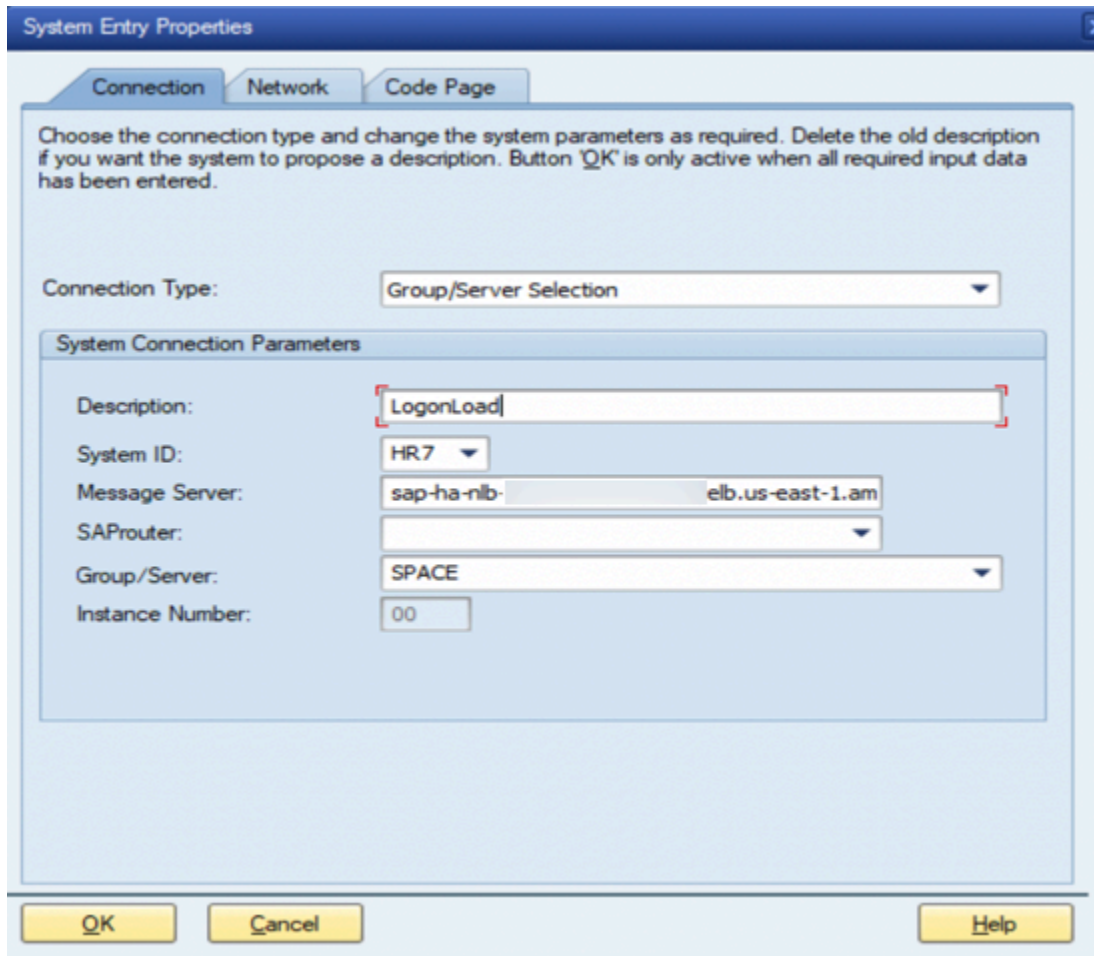 System Entry Properties
Connection
Network
Code Page
Choose the connection type and change the system parameters as required. Delete the old description
if you want the system to propose a description. Button 'OK' is only active when all required input data
has been entered.
Connection Type:
Group/Server Selection
System Connection Parameters
Description:
LogonLoad
System ID:
HR7
Message Server:
sap-ha-nlb- elb.us-east-1.am
SAProuter:
Group/Server:
SPACE
Instance Number:
00
OK
Cancel
Help